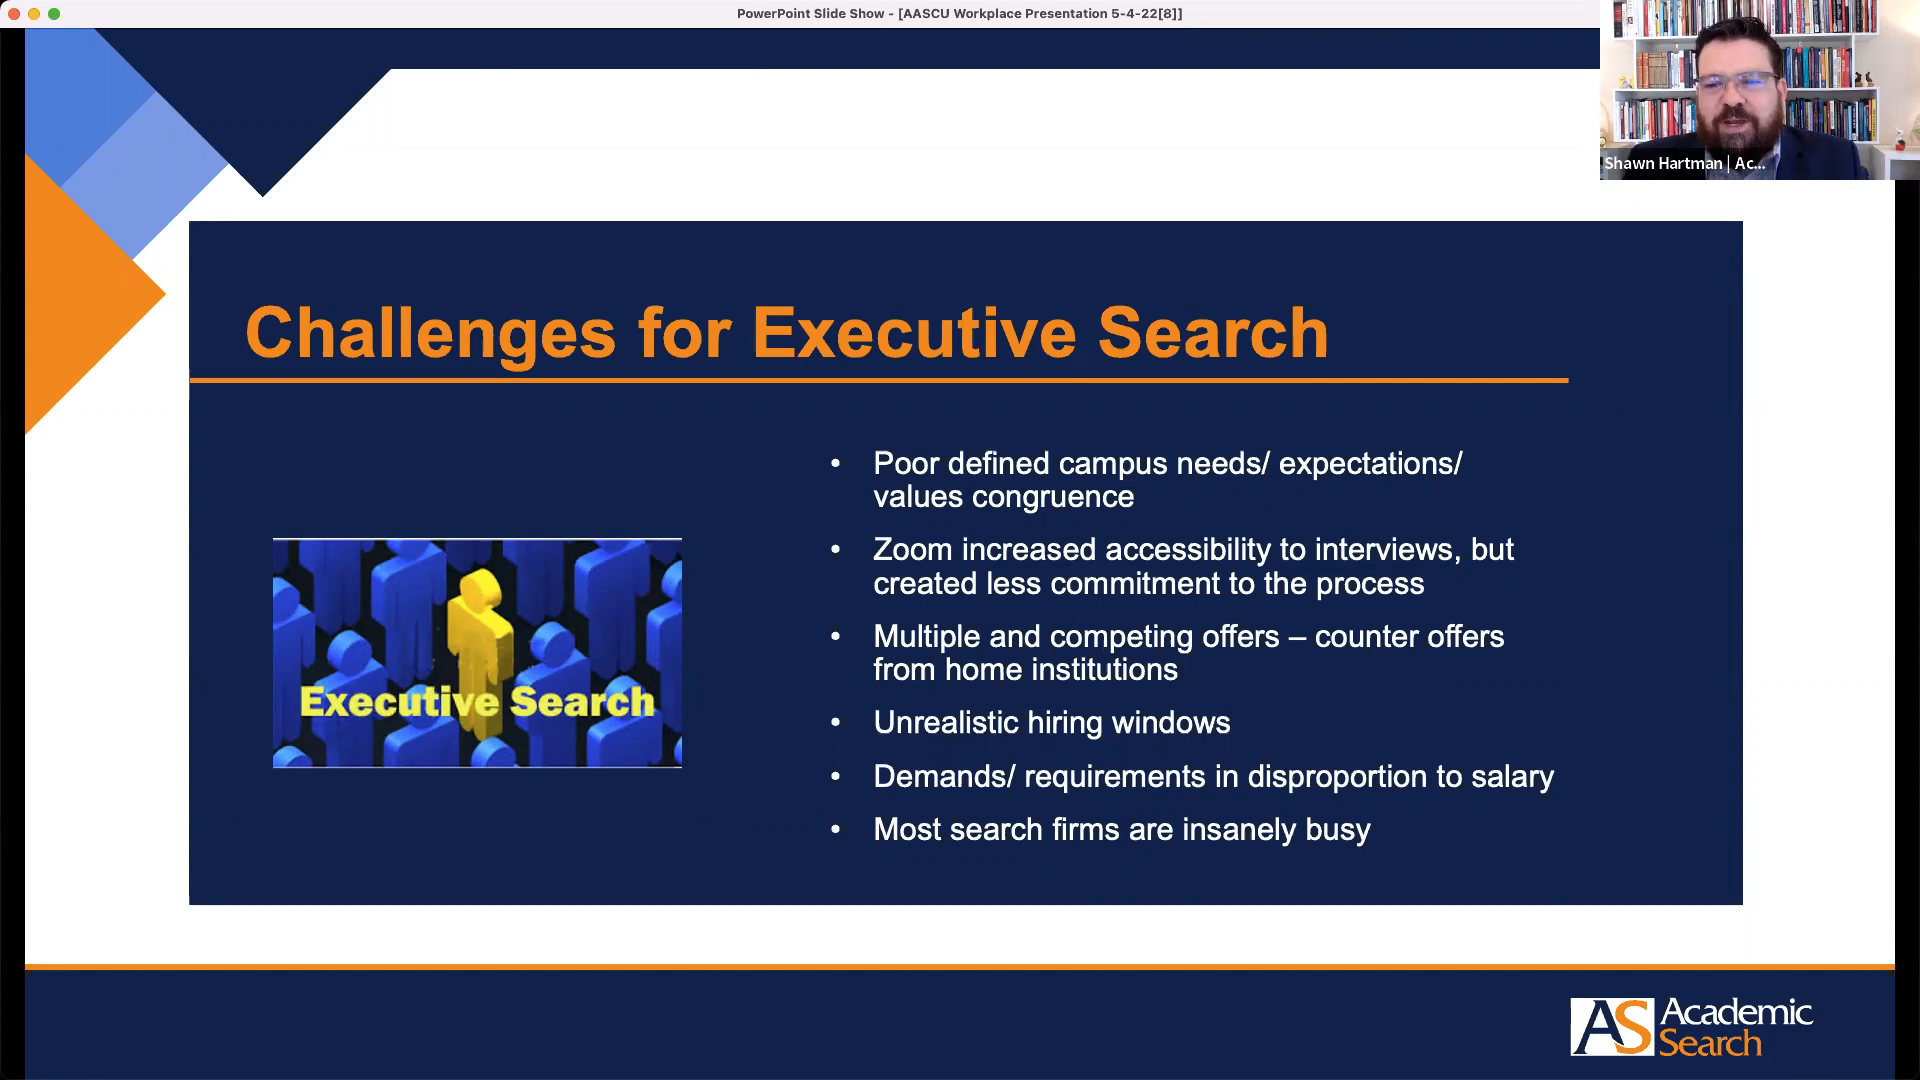 PowerPoint Slide Show - [AASCU Workplace Presentation 5-4-22[8]]
Shawn Hartman | Ac...
Challenges for Executive Search
• Poor defined campus needs/ expectations/
values congruence
• Zoom increased accessibility to interviews, but
created less commitment to the process
• Multiple and competing offers – counter offers
from home institutions
• Unrealistic hiring windows
• Demands/ requirements in disproportion to salary
• Most search firms are insanely busy
Executive Search
AS Academic
Search